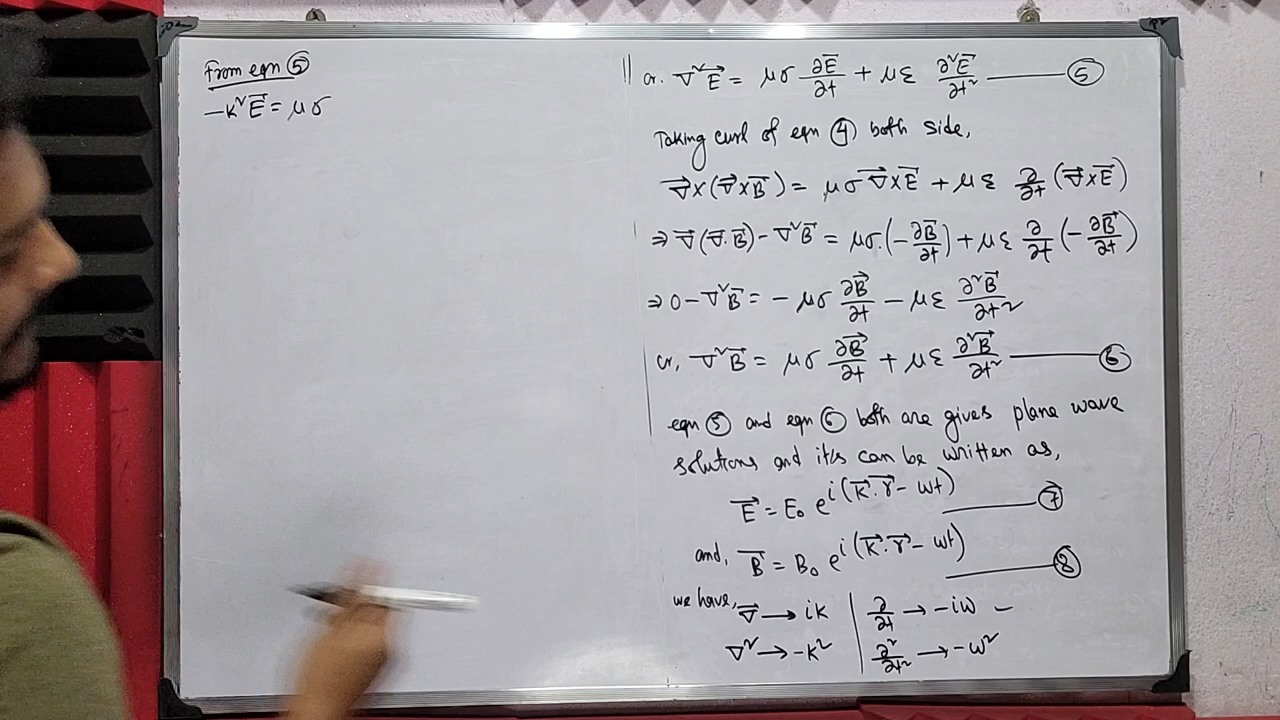 From eqn ⑤
-K²E⃗ = μσ
or. ∇²E⃗ = μσ ∂E⃗/∂t + με ∂²E⃗/∂t² —— ⑤
Taking curl of eqn ④ both side,
∇⃗×(∇⃗×B⃗) = μσ ∇⃗×E⃗ + με ∂/∂t (∇⃗×E⃗)
⇒ ∇⃗(∇⃗.B⃗) - ∇²B⃗ = μσ.(-∂B⃗/∂t) + με ∂/∂t (-∂B⃗/∂t)
⇒ 0 - ∇²B⃗ = - μσ ∂B⃗/∂t - με ∂²B⃗/∂t²
or, ∇²B⃗ = μσ ∂B⃗/∂t + με ∂²B⃗/∂t² —— ⑥
eqn ⑤ and eqn ⑥ both are gives plane wave
solutions and it's can be written as,
E⃗ = E₀ e^i(K⃗.r⃗ - ωt) —— ⑦
and, B⃗ = B₀ e^i(K⃗.r⃗ - ωt) —— ⑧
we have, ∇⃗ → iK | ∂/∂t → -iω -
∇² → -K² | ∂²/∂t² → -ω²